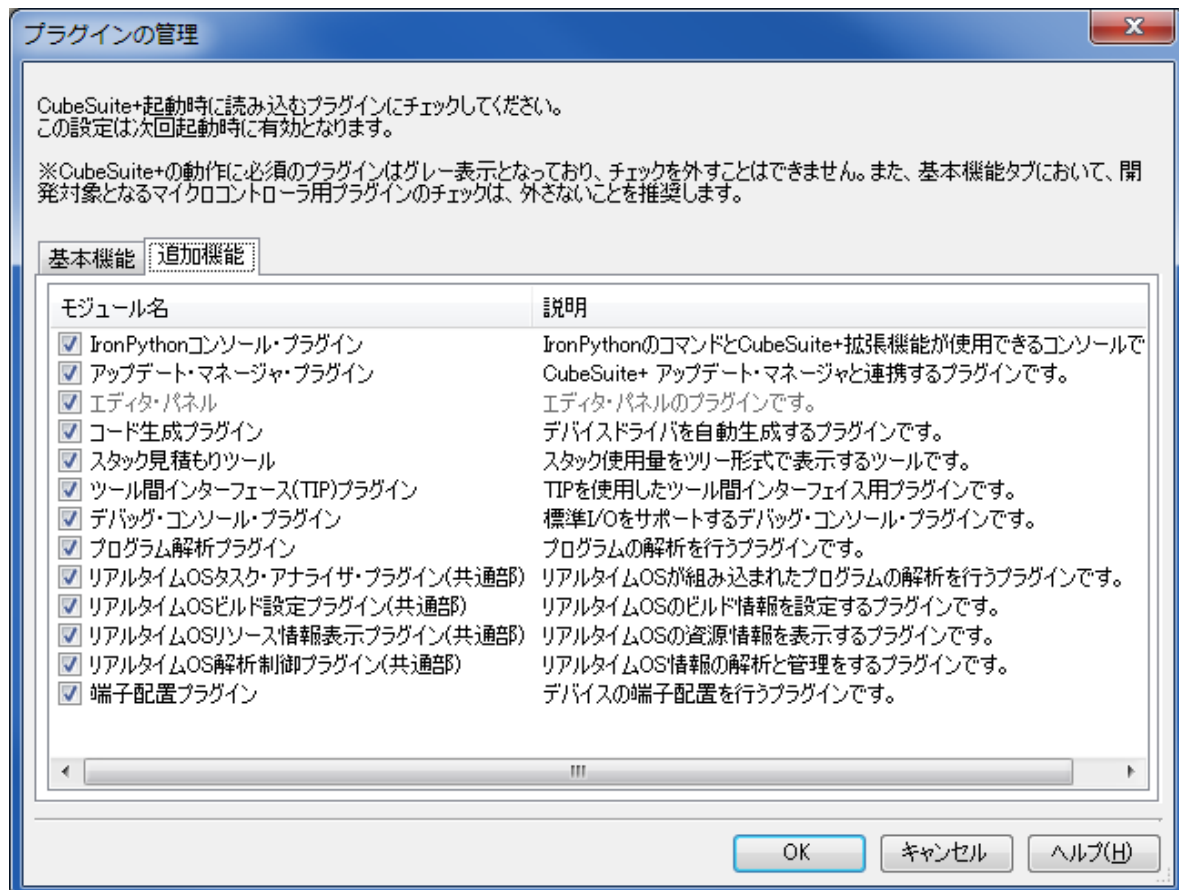 プラグインの管理
CubeSuite+起動時に読み込むプラグインにチェックしてください。
この設定は次回起動時に有効となります。
※CubeSuite+の動作に必須のプラグインはグレー表示となっており、チェックを外すことはできません。また、基本機能タブにおいて、開
発対象となるマイクロコントローラ用プラグインのチェックは、外さないことを推奨します。
基本機能 追加機能
モジュール名 説明
IronPythonコンソール・プラグイン IronPythonのコマンドとCubeSuite+拡張機能が使用できるコンソールで
アップデート・マネージャ・プラグイン CubeSuite+ アップデート・マネージャと連携するプラグインです。
エディタ・パネル エディタ・パネルのプラグインです。
コード生成プラグイン デバイスドライバを自動生成するプラグインです。
スタック見積もりツール スタック使用量をツリー形式で表示するツールです。
ツール間インターフェース(TIP)プラグイン TIPを使用したツール間インターフェイス用プラグインです。
デバッグ・コンソール・プラグイン 標準I/Oをサポートするデバッグ・コンソール・プラグインです。
プログラム解析プラグイン プログラムの解析を行うプラグインです。
リアルタイムOSタスク・アナライザ・プラグイン(共通部) リアルタイムOSが組み込まれたプログラムの解析を行うプラグインです。
リアルタイムOSビルド設定プラグイン(共通部) リアルタイムOSのビルド情報を設定するプラグインです。
リアルタイムOSリソース情報表示プラグイン(共通部) リアルタイムOSの資源情報を表示するプラグインです。
リアルタイムOS解析制御プラグイン(共通部) リアルタイムOS情報の解析と管理をするプラグインです。
端子配置プラグイン デバイスの端子配置を行うプラグインです。
OK キャンセル ヘルプ(H)